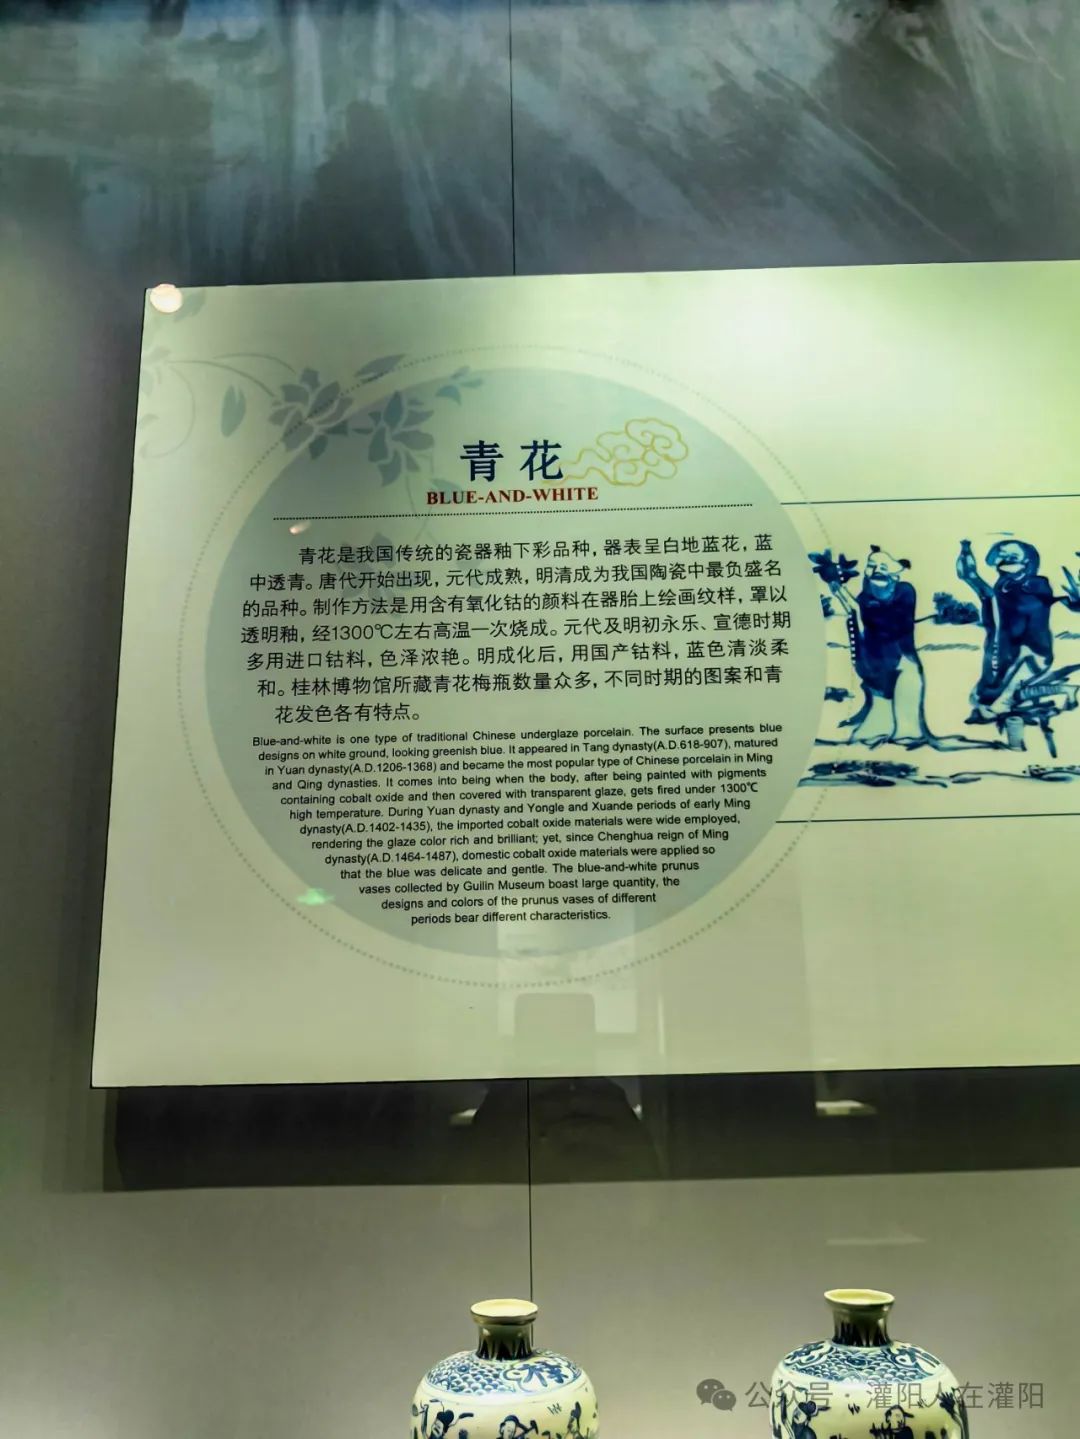 青花
BLUE-AND-WHITE
青花是我国传统的瓷器釉下彩品种，器表呈白地蓝花，蓝
中透青。唐代开始出现，元代成熟，明清成为我国陶瓷中最负盛名
的品种。制作方法是用含有氧化钴的颜料在器胎上绘画纹样，罩以
透明釉，经1300℃左右高温一次烧成。元代及明初永乐、宣德时期
多用进口钴料，色泽浓艳。明成化后，用国产钴料，蓝色清淡柔
和。桂林博物馆所藏青花梅瓶数量众多，不同时期的图案和青
花发色各有特点。
Blue-and-white is one type of traditional Chinese underglaze porcelain. The surface presents blue
designs on white ground, looking greenish blue. It appeared in Tang dynasty(A.D.618-907), matured
in Yuan dynasty(A.D.1206-1368) and became the most popular type of Chinese porcelain in Ming
and Qing dynasties. It comes into being when the body, after being painted with pigments
containing cobalt oxide and then covered with transparent glaze, gets fired under 1300℃
high temperature. During Yuan dynasty and Yongle and Xuande periods of early Ming
dynasty(A.D.1402-1435), the imported cobalt oxide materials were wide employed,
rendering the glaze color rich and brilliant; yet, since Chenghua reign of Ming
dynasty(A.D.1464-1487), domestic cobalt oxide materials were applied so
that the blue was delicate and gentle. The blue-and-white prunus
vases collected by Guilin Museum boast large quantity, the
designs and colors of the prunus vases of different
periods bear different characteristics.
公众号·灌阳人在灌阳